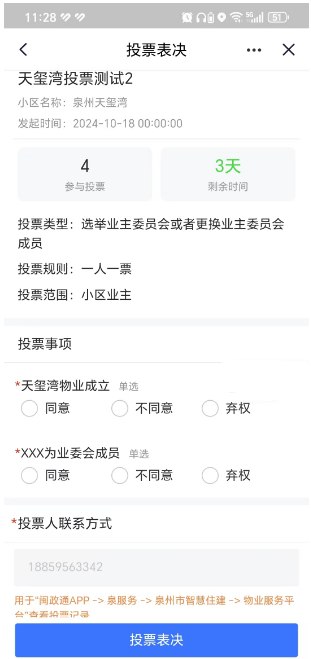 11:28
5G
51
投票表决
天玺湾投票测试2
小区名称：泉州天玺湾
发起时间：2024-10-18 00:00:00
4
参与投票
3天
剩余时间
投票类型：选举业主委员会或者更换业主委员会
成员
投票规则：一人一票
投票范围：小区业主
投票事项
*天玺湾物业成立 单选
同意 不同意 弃权
*XXX为业委会成员 单选
同意 不同意 弃权
*投票人联系方式
18859563342
用于"闽政通APP -> 泉服务 -> 泉州市智慧住建 -> 物业服务平
台"查看投票记录
投票表决